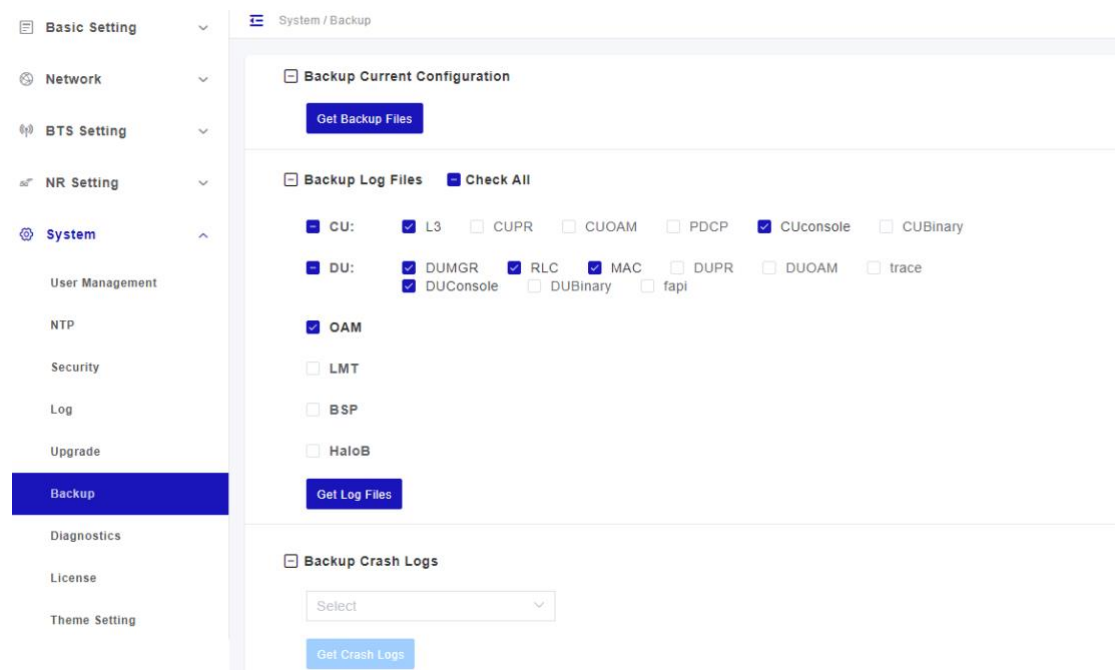 Basic Setting
Network
BTS Setting
NR Setting
System
User Management
NTP
Security
Log
Upgrade
Backup
Diagnostics
License
Theme Setting
System / Backup
Backup Current Configuration
Get Backup Files
Backup Log Files Check All
CU: L3 CUPR CUOAM PDCP CUconsole CUBinary
DU: DUMGR RLC MAC DUPR DUOAM trace
DUConsole DUBinary fapi
OAM
LMT
BSP
HaloB
Get Log Files
Backup Crash Logs
Select
Get Crash Logs